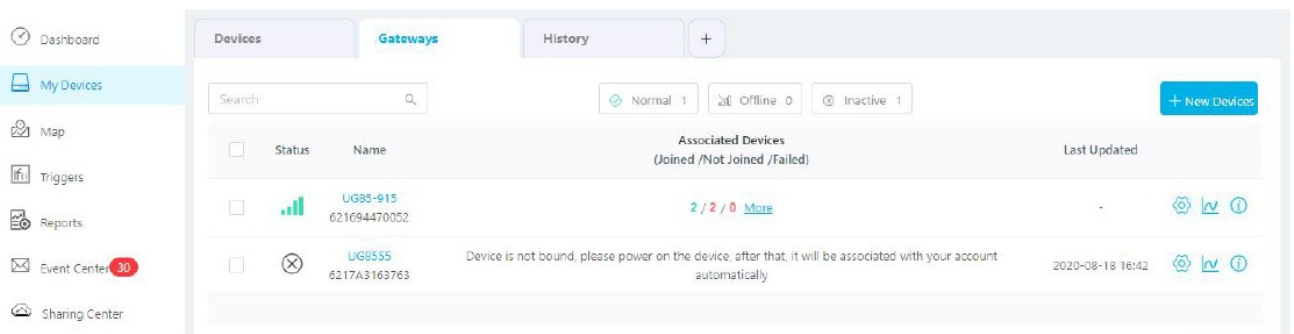 Dashboard
My Devices
Map
Triggers
Reports
Event Center 30
Sharing Center
Devices
Gateways
History
+
Search
Normal 1
Offline 0
Inactive 1
+ New Devices
Status
Name
Associated Devices
(Joined /Not Joined /Failed)
Last Updated
UG85-915
621694470052
2 / 2 / 0 More
-
UG8555
6217A3163763
Device is not bound, please power on the device, after that, it will be associated with your account
automatically
2020-08-18 16:42